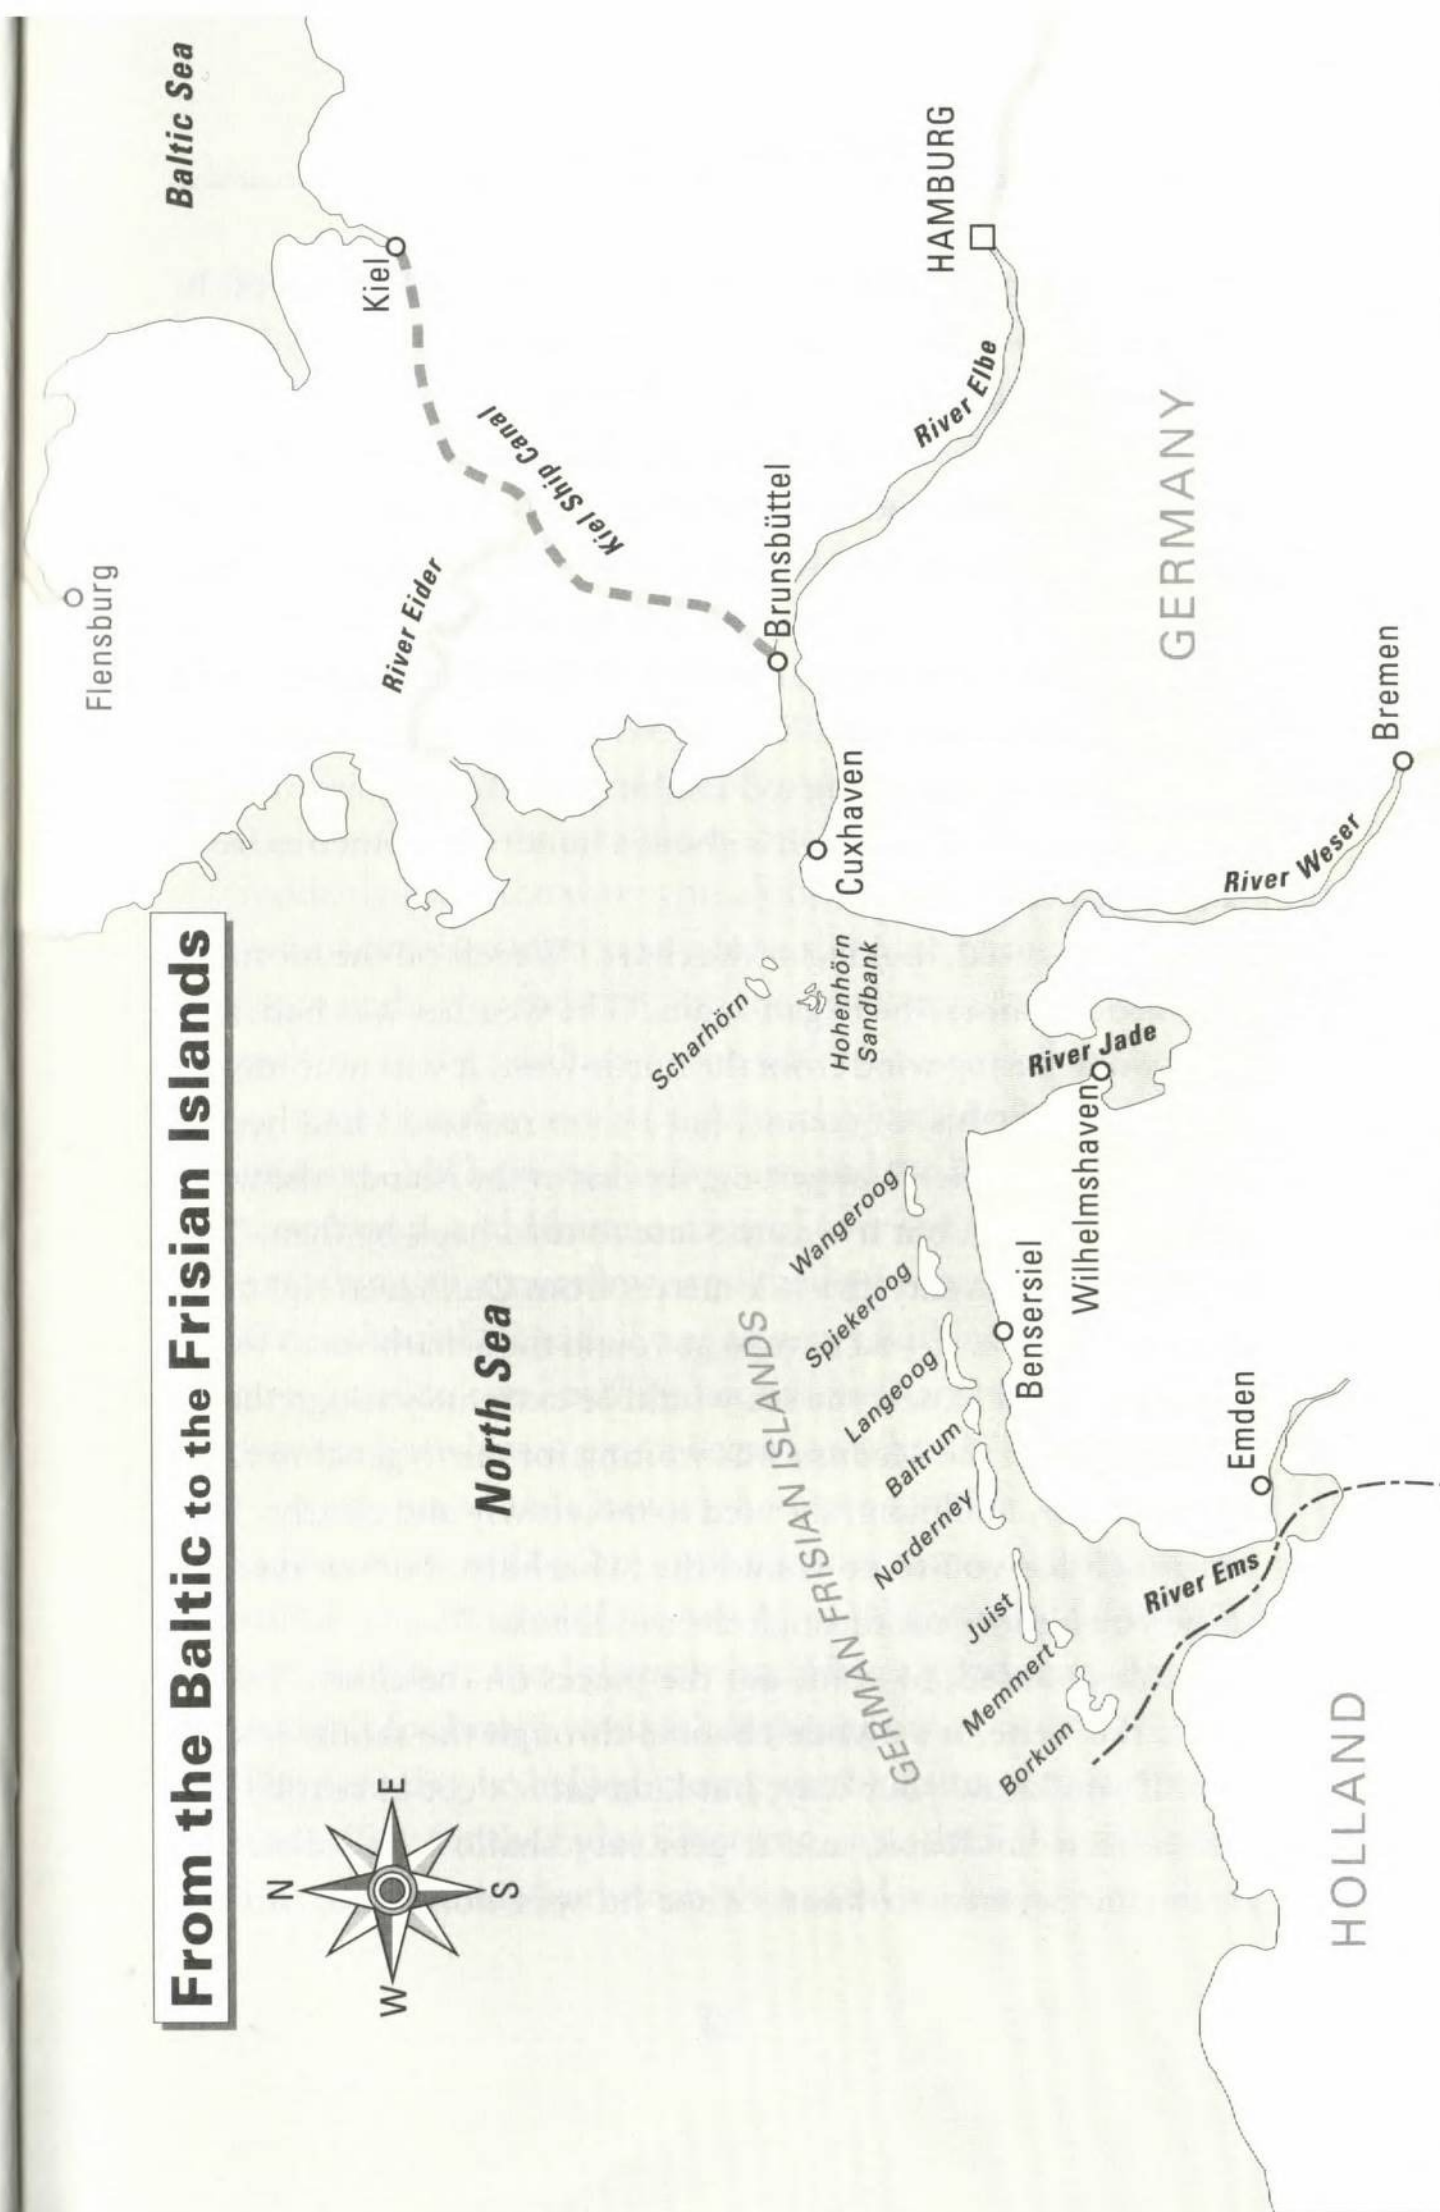 From the Baltic to the Frisian Islands
Baltic Sea
Flensburg
Kiel
River Eider
Kiel Ship Canal
N
W
E
S
North Sea
Brunsbüttel
HAMBURG
River Elbe
Cuxhaven
Scharhörn
Hohenhörn
Sandbank
GERMANY
GERMAN FRISIAN ISLANDS
Wangeroog
Spiekeroog
Langeoog
Baltrum
Norderney
Juist
Memmert
Borkum
River Jade
Wilhelmshaven
Bensersiel
River Weser
Bremen
Emden
River Ems
HOLLAND